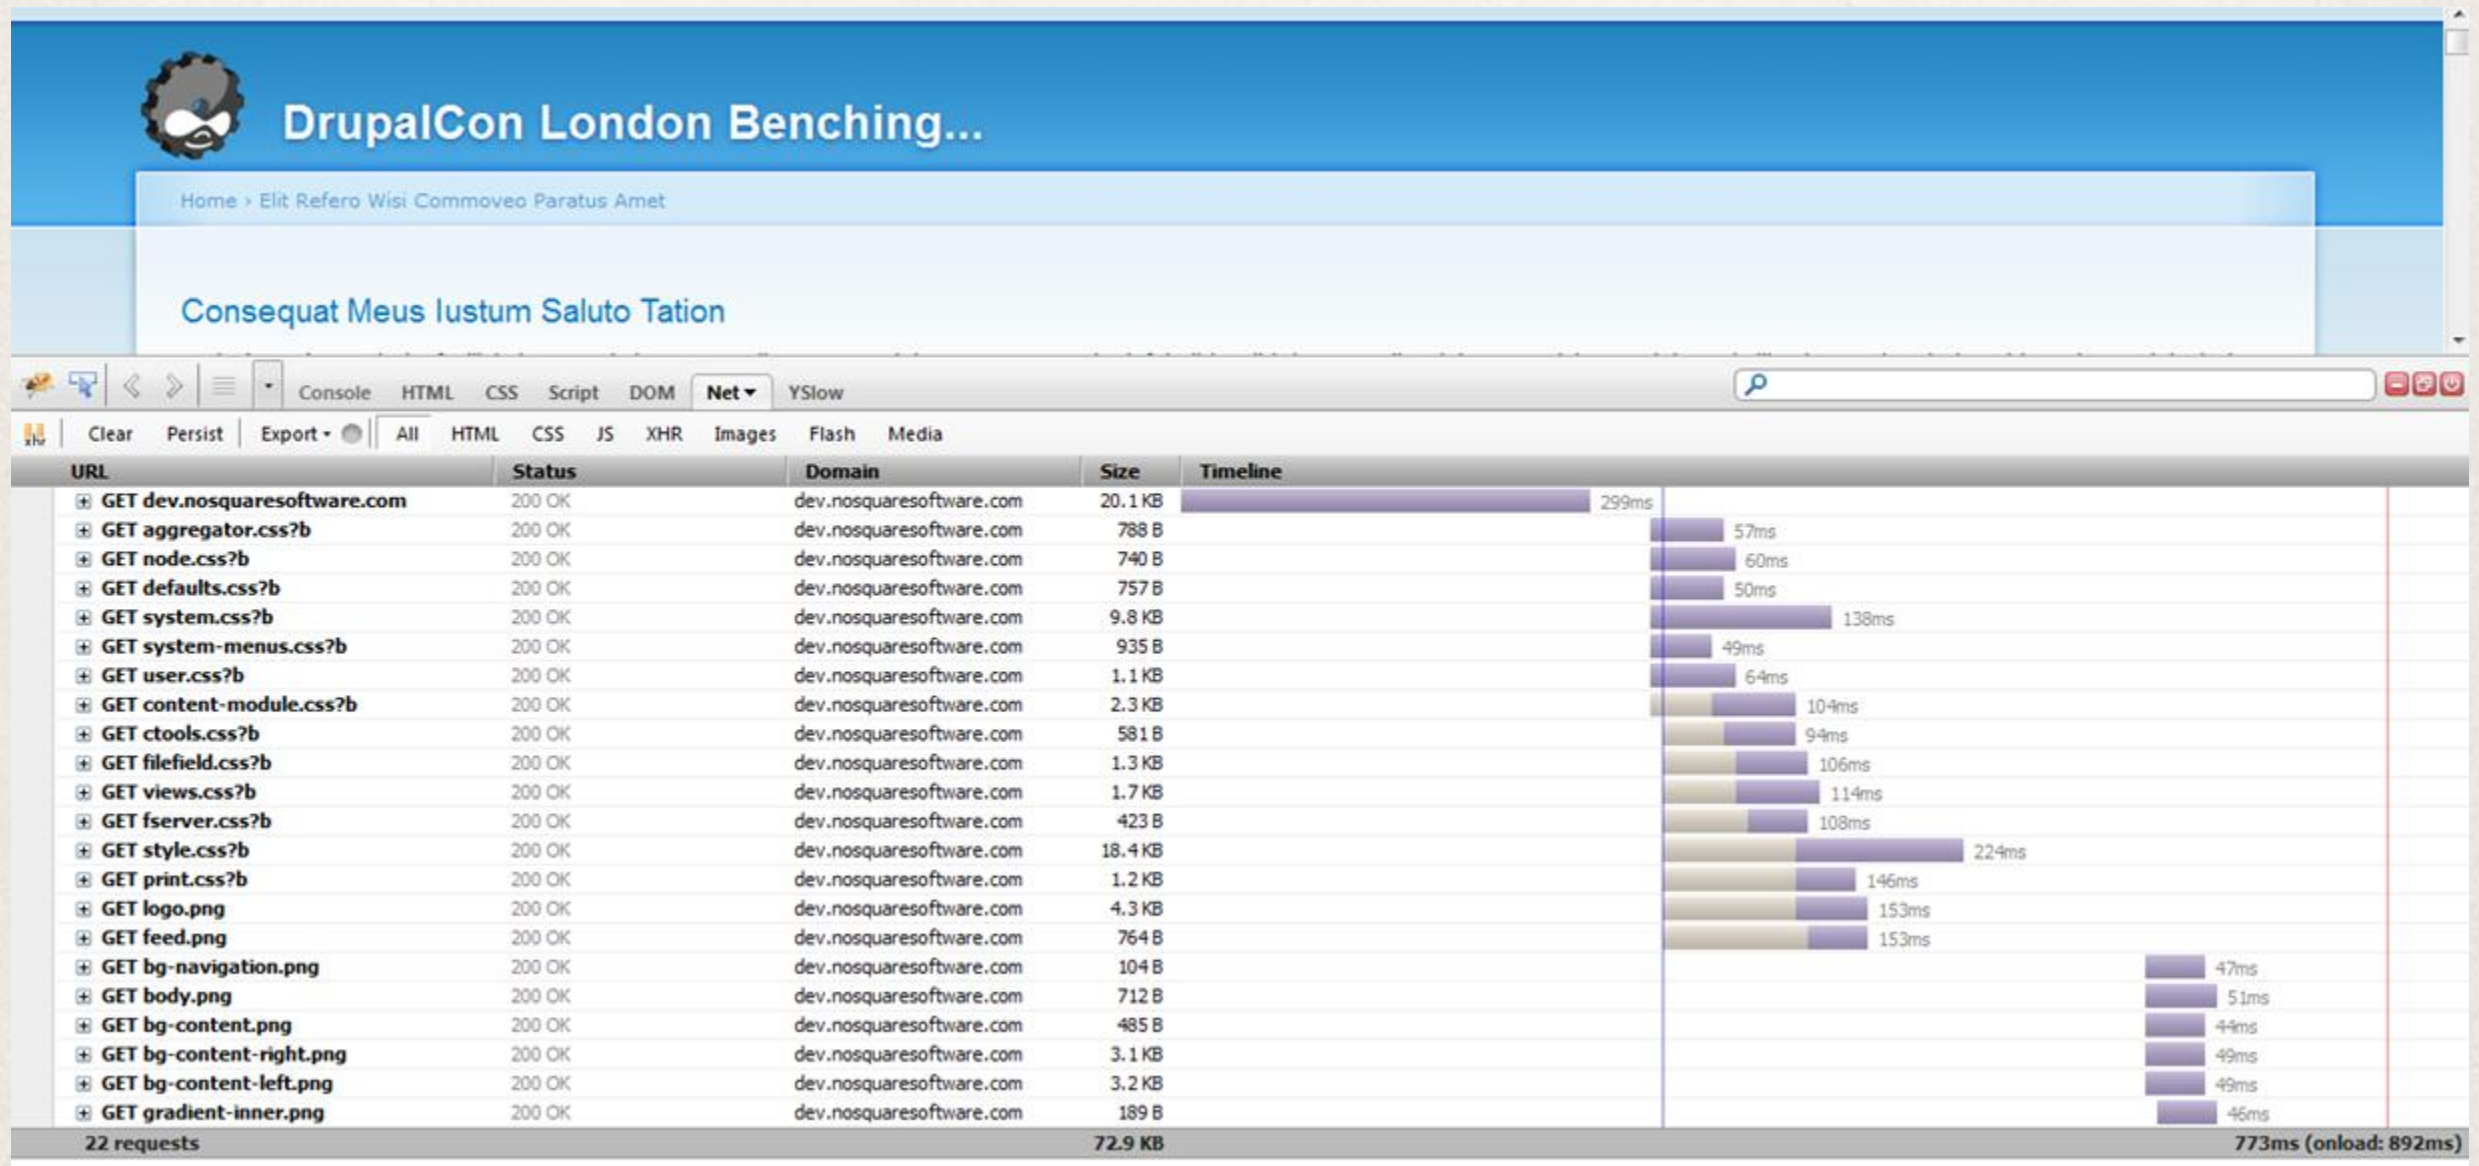 DrupalCon London Benching...
Home › Elit Refero Wisi Commoveo Paratus Amet
Consequat Meus Iustum Saluto Tation
Console HTML CSS Script DOM Net YSlow
Clear Persist Export All HTML CSS JS XHR Images Flash Media
URL Status Domain Size Timeline
GET dev.nosquaresoftware.com 200 OK dev.nosquaresoftware.com 20.1 KB 299ms
GET aggregator.css?b 200 OK dev.nosquaresoftware.com 788 B 57ms
GET node.css?b 200 OK dev.nosquaresoftware.com 740 B 60ms
GET defaults.css?b 200 OK dev.nosquaresoftware.com 757 B 50ms
GET system.css?b 200 OK dev.nosquaresoftware.com 9.8 KB 138ms
GET system-menus.css?b 200 OK dev.nosquaresoftware.com 935 B 49ms
GET user.css?b 200 OK dev.nosquaresoftware.com 1.1 KB 64ms
GET content-module.css?b 200 OK dev.nosquaresoftware.com 2.3 KB 104ms
GET ctools.css?b 200 OK dev.nosquaresoftware.com 581 B 94ms
GET filefield.css?b 200 OK dev.nosquaresoftware.com 1.3 KB 106ms
GET views.css?b 200 OK dev.nosquaresoftware.com 1.7 KB 114ms
GET fserver.css?b 200 OK dev.nosquaresoftware.com 423 B 108ms
GET style.css?b 200 OK dev.nosquaresoftware.com 18.4 KB 224ms
GET print.css?b 200 OK dev.nosquaresoftware.com 1.2 KB 146ms
GET logo.png 200 OK dev.nosquaresoftware.com 4.3 KB 153ms
GET feed.png 200 OK dev.nosquaresoftware.com 764 B 153ms
GET bg-navigation.png 200 OK dev.nosquaresoftware.com 104 B 47ms
GET body.png 200 OK dev.nosquaresoftware.com 712 B 51ms
GET bg-content.png 200 OK dev.nosquaresoftware.com 485 B 44ms
GET bg-content-right.png 200 OK dev.nosquaresoftware.com 3.1 KB 49ms
GET bg-content-left.png 200 OK dev.nosquaresoftware.com 3.2 KB 49ms
GET gradient-inner.png 200 OK dev.nosquaresoftware.com 189 B 46ms
22 requests 72.9 KB 773ms (onload: 892ms)